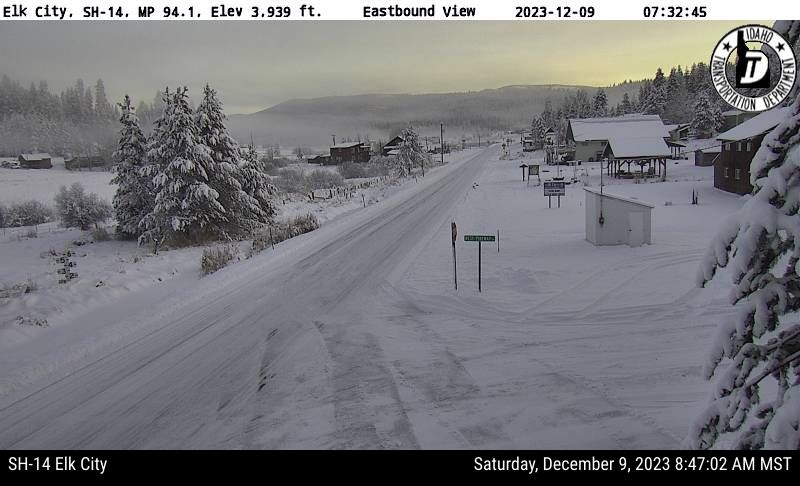 Elk City, SH-14, MP 94.1, Elev 3,939 ft. Eastbound View 2023-12-09 07:32:45
IDAHO
TRANSPORTATION DEPARTMENT
SH-14 Elk City
Saturday, December 9, 2023 8:47:02 AM MST